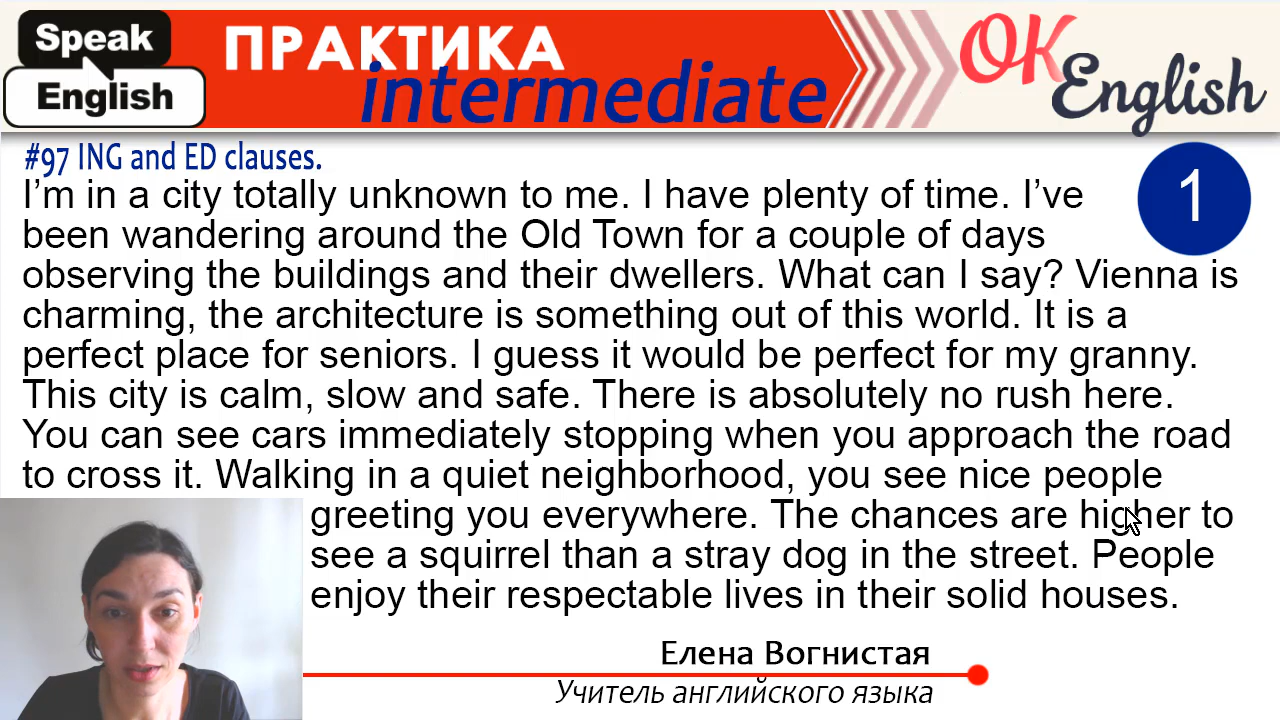 Speak
English
ПРАКТИКА
intermediate
OK
English
#97 ING and ED clauses.
1
I’m in a city totally unknown to me. I have plenty of time. I’ve
been wandering around the Old Town for a couple of days
observing the buildings and their dwellers. What can I say? Vienna is
charming, the architecture is something out of this world. It is a
perfect place for seniors. I guess it would be perfect for my granny.
This city is calm, slow and safe. There is absolutely no rush here.
You can see cars immediately stopping when you approach the road
to cross it. Walking in a quiet neighborhood, you see nice people
greeting you everywhere. The chances are higher to
see a squirrel than a stray dog in the street. People
enjoy their respectable lives in their solid houses.
Елена Вогнистая
Учитель английского языка